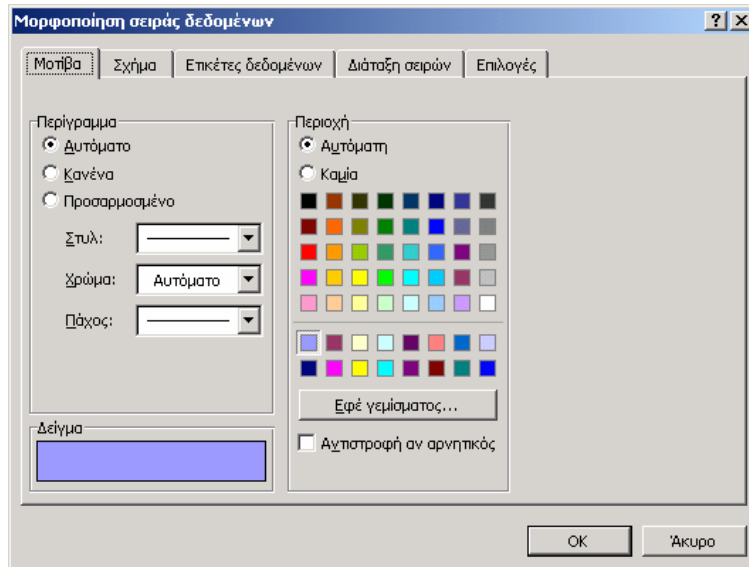 Μορφοποίηση σειράς δεδομένων
Μοτίβα Σχήμα Ετικέτες δεδομένων Διάταξη σειρών Επιλογές
Περίγραμμα
Αυτόματο
Κανένα
Προσαρμοσμένο
Στυλ:
Χρώμα: Αυτόματο
Πάχος:
Δείγμα
Περιοχή
Αυτόματη
Καμία
Εφέ γεμίσματος...
Αντιστροφή αν αρνητικός
OK Άκυρο